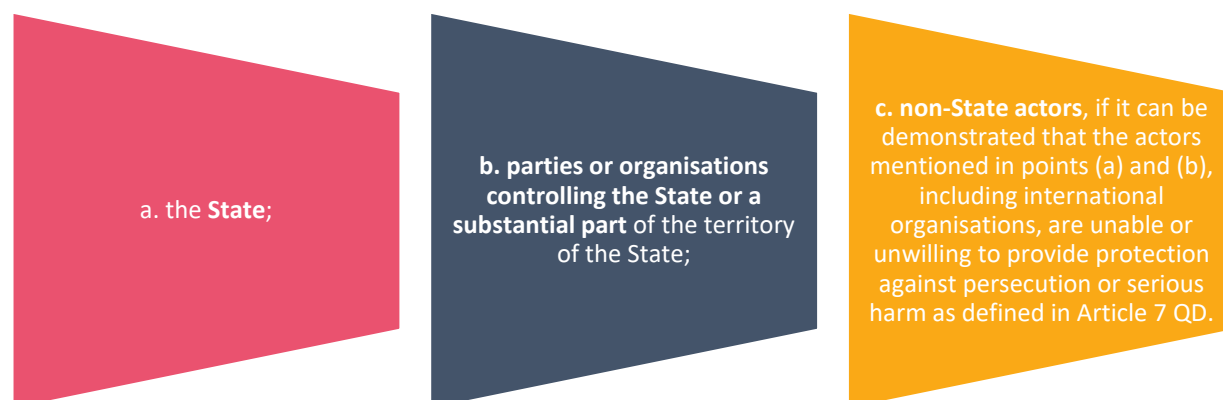 a. the State;
b. parties or organisations
controlling the State or a
substantial part of the territory
of the State;
c. non-State actors, if it can be
demonstrated that the actors
mentioned in points (a) and (b),
including international
organisations, are unable or
unwilling to provide protection
against persecution or serious
harm as defined in Article 7 QD.